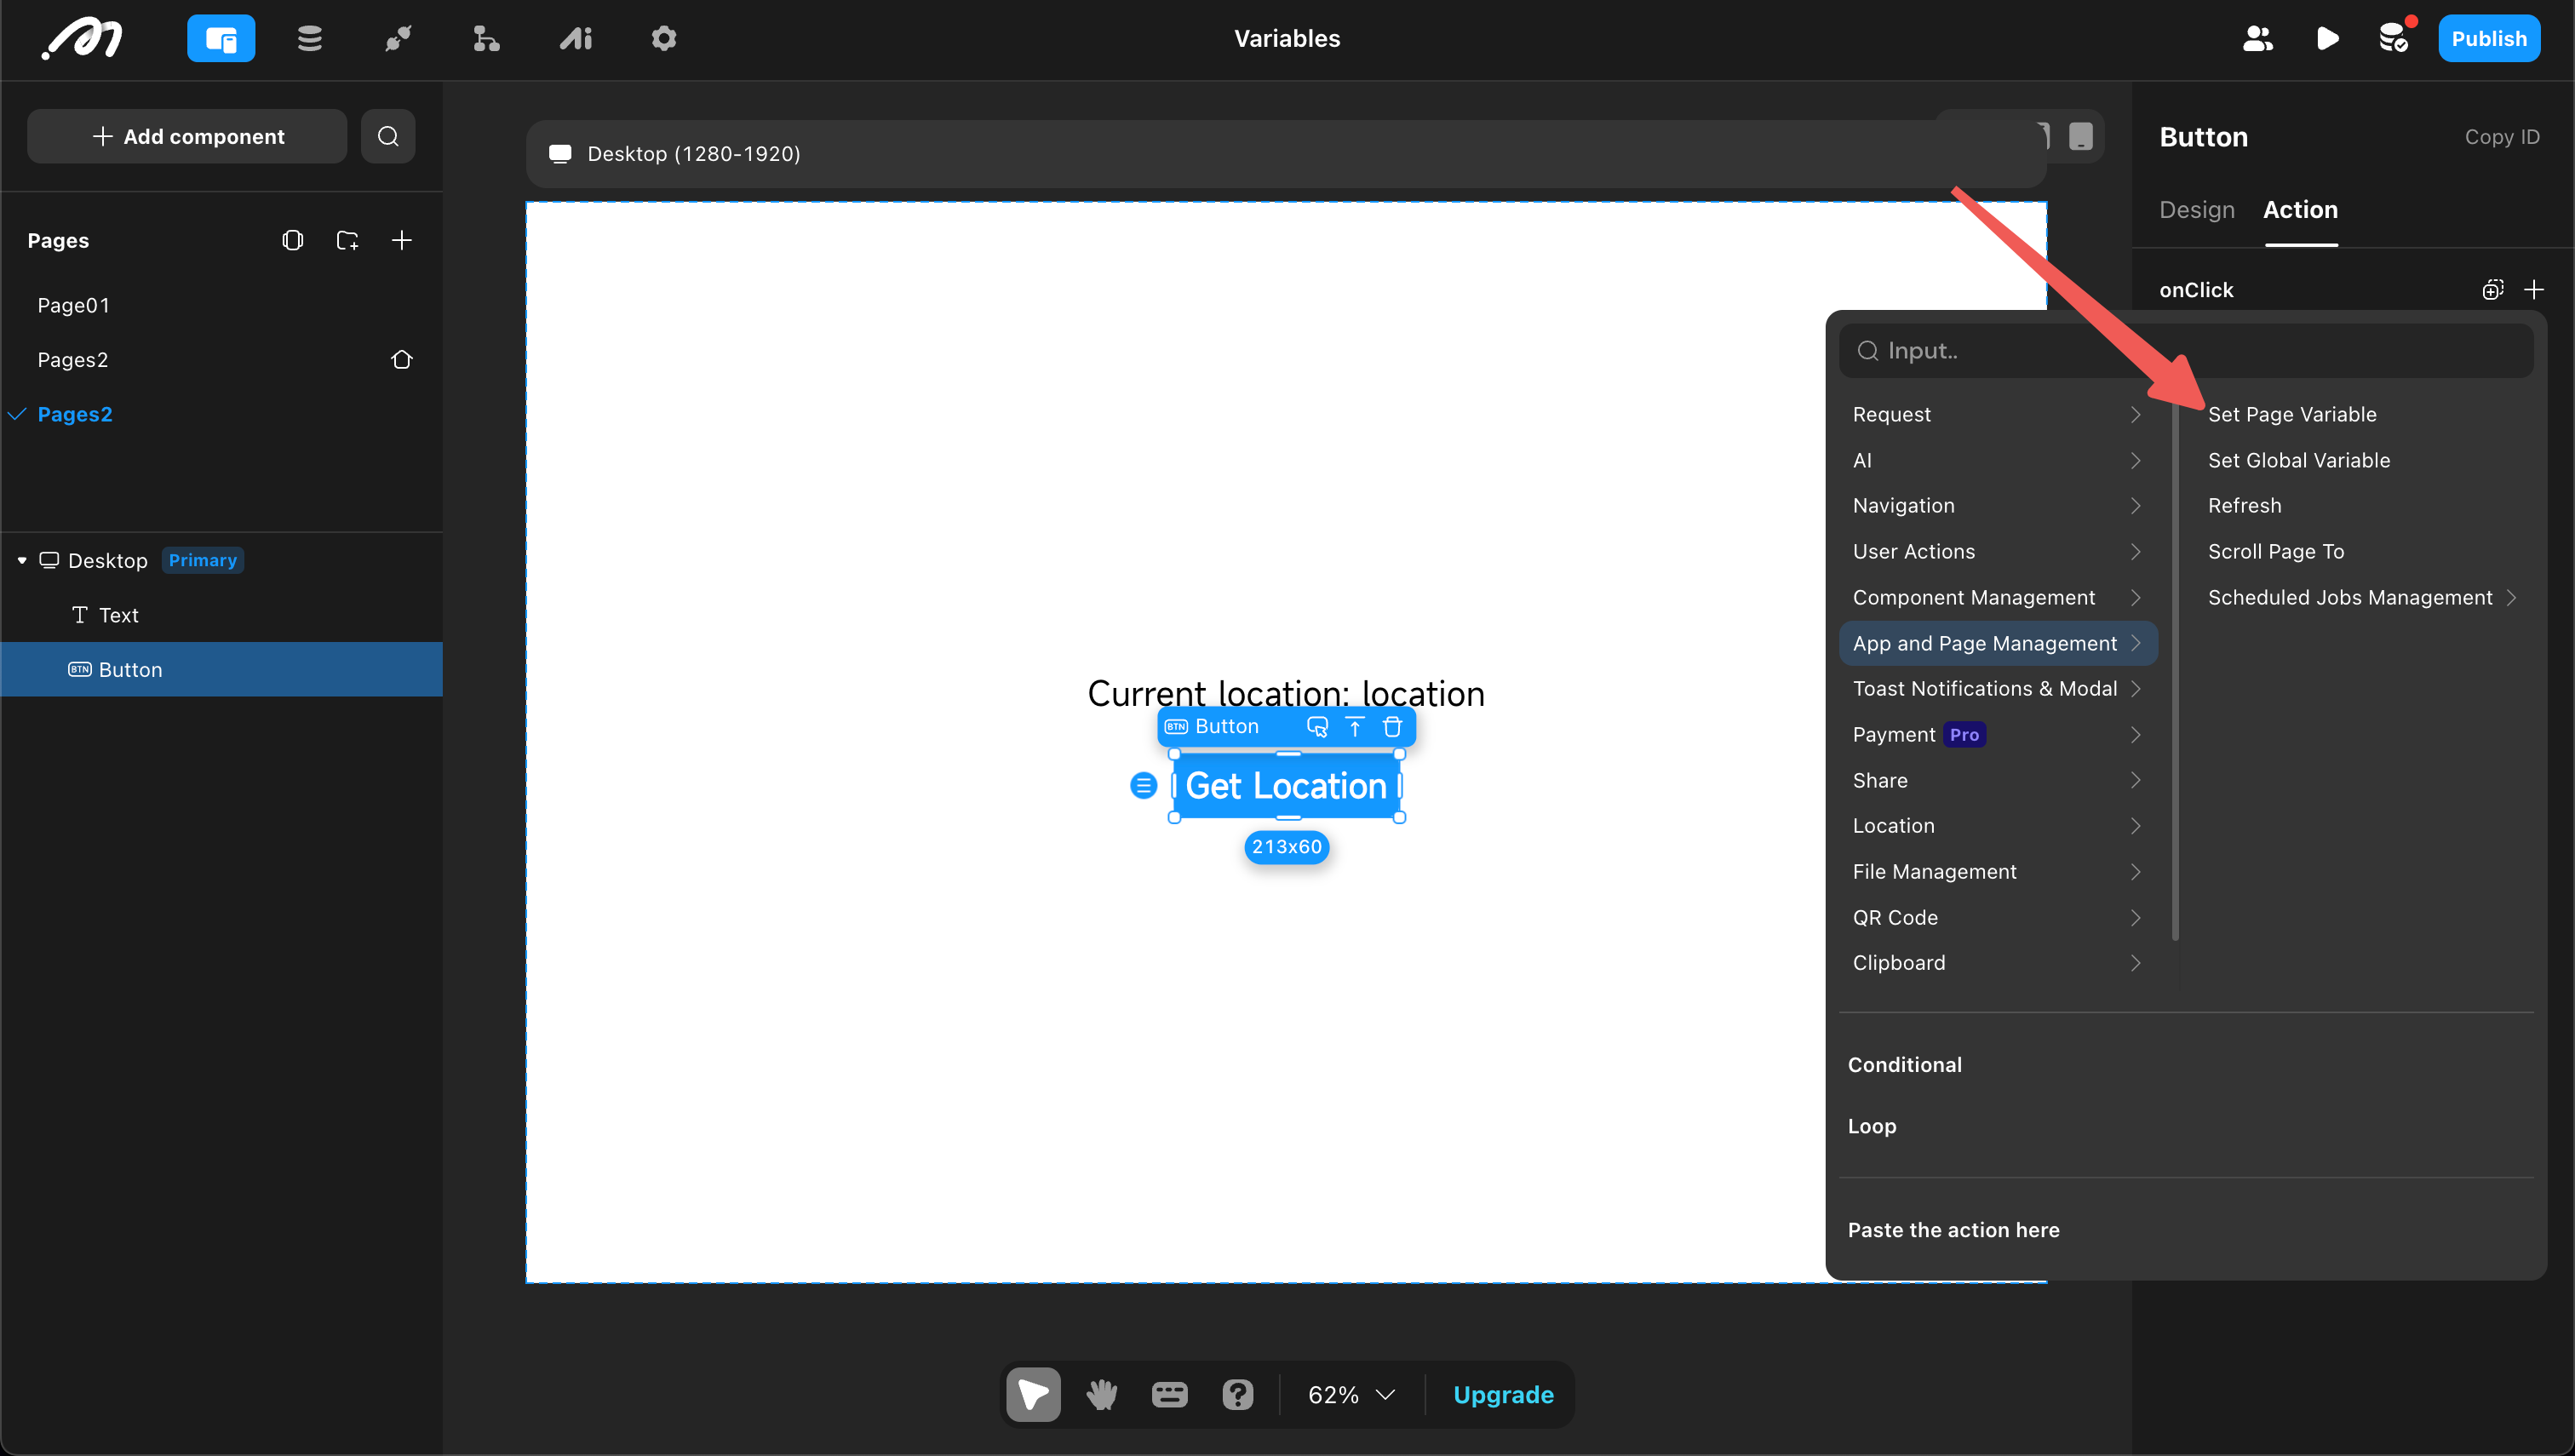 Variables
Publish
Add component
Desktop (1280-1920)
Button
Copy ID
Design
Action
Pages
onClick
Page01
Pages2
Pages2
Input..
Request
AI
Navigation
User Actions
Component Management
App and Page Management
Toast Notifications & Modal
Payment Pro
Share
Location
File Management
QR Code
Clipboard
Set Page Variable
Set Global Variable
Refresh
Scroll Page To
Scheduled Jobs Management
Conditional
Loop
Paste the action here
Desktop Primary
Text
BTN Button
Current location: location
BTN Button
Get Location
213x60
62%
Upgrade